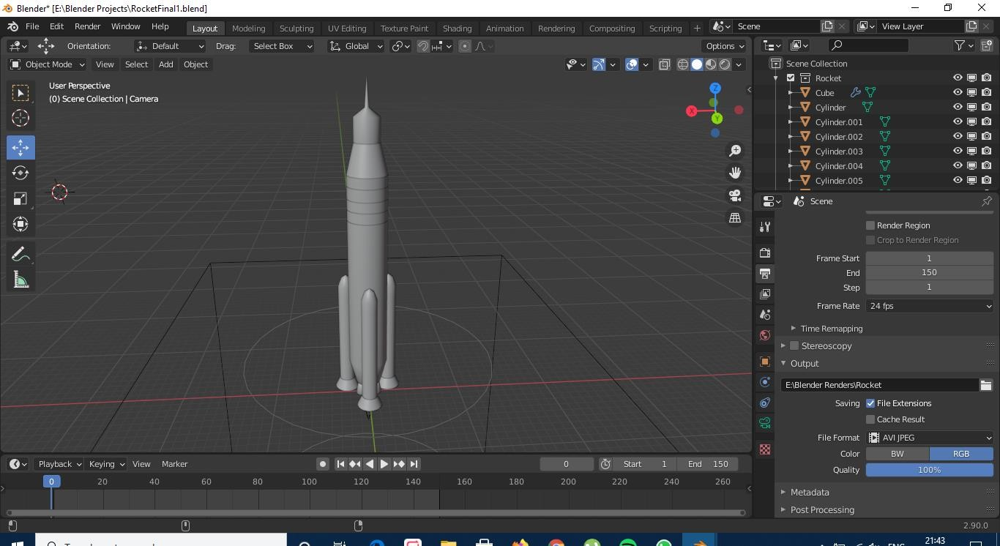 Blender* [E:\Blender Projects\RocketFinal1.blend]
File Edit Render Window Help Layout Modeling Sculpting UV Editing Texture Paint Shading Animation Rendering Compositing Scripting + Scene View Layer
Orientation: Default Drag: Select Box Global Options
Object Mode View Select Add Object
User Perspective
(0) Scene Collection | Camera
Z
X
Y
Scene Collection
Rocket
Cube
Cylinder
Cylinder.001
Cylinder.002
Cylinder.003
Cylinder.004
Cylinder.005
Scene
Render Region
Crop to Render Region
Frame Start 1
End 150
Step 1
Frame Rate 24 fps
Time Remapping
Stereoscopy
Output
E:\Blender Renders\Rocket
Saving File Extensions
Cache Result
File Format AVI JPEG
Color BW RGB
Quality 100%
Metadata
Post Processing
Playback Keying View Marker 0 Start 1 End 150
0 20 40 60 80 100 120 140 160 180 200 220 240 260
2.90.0
21:43